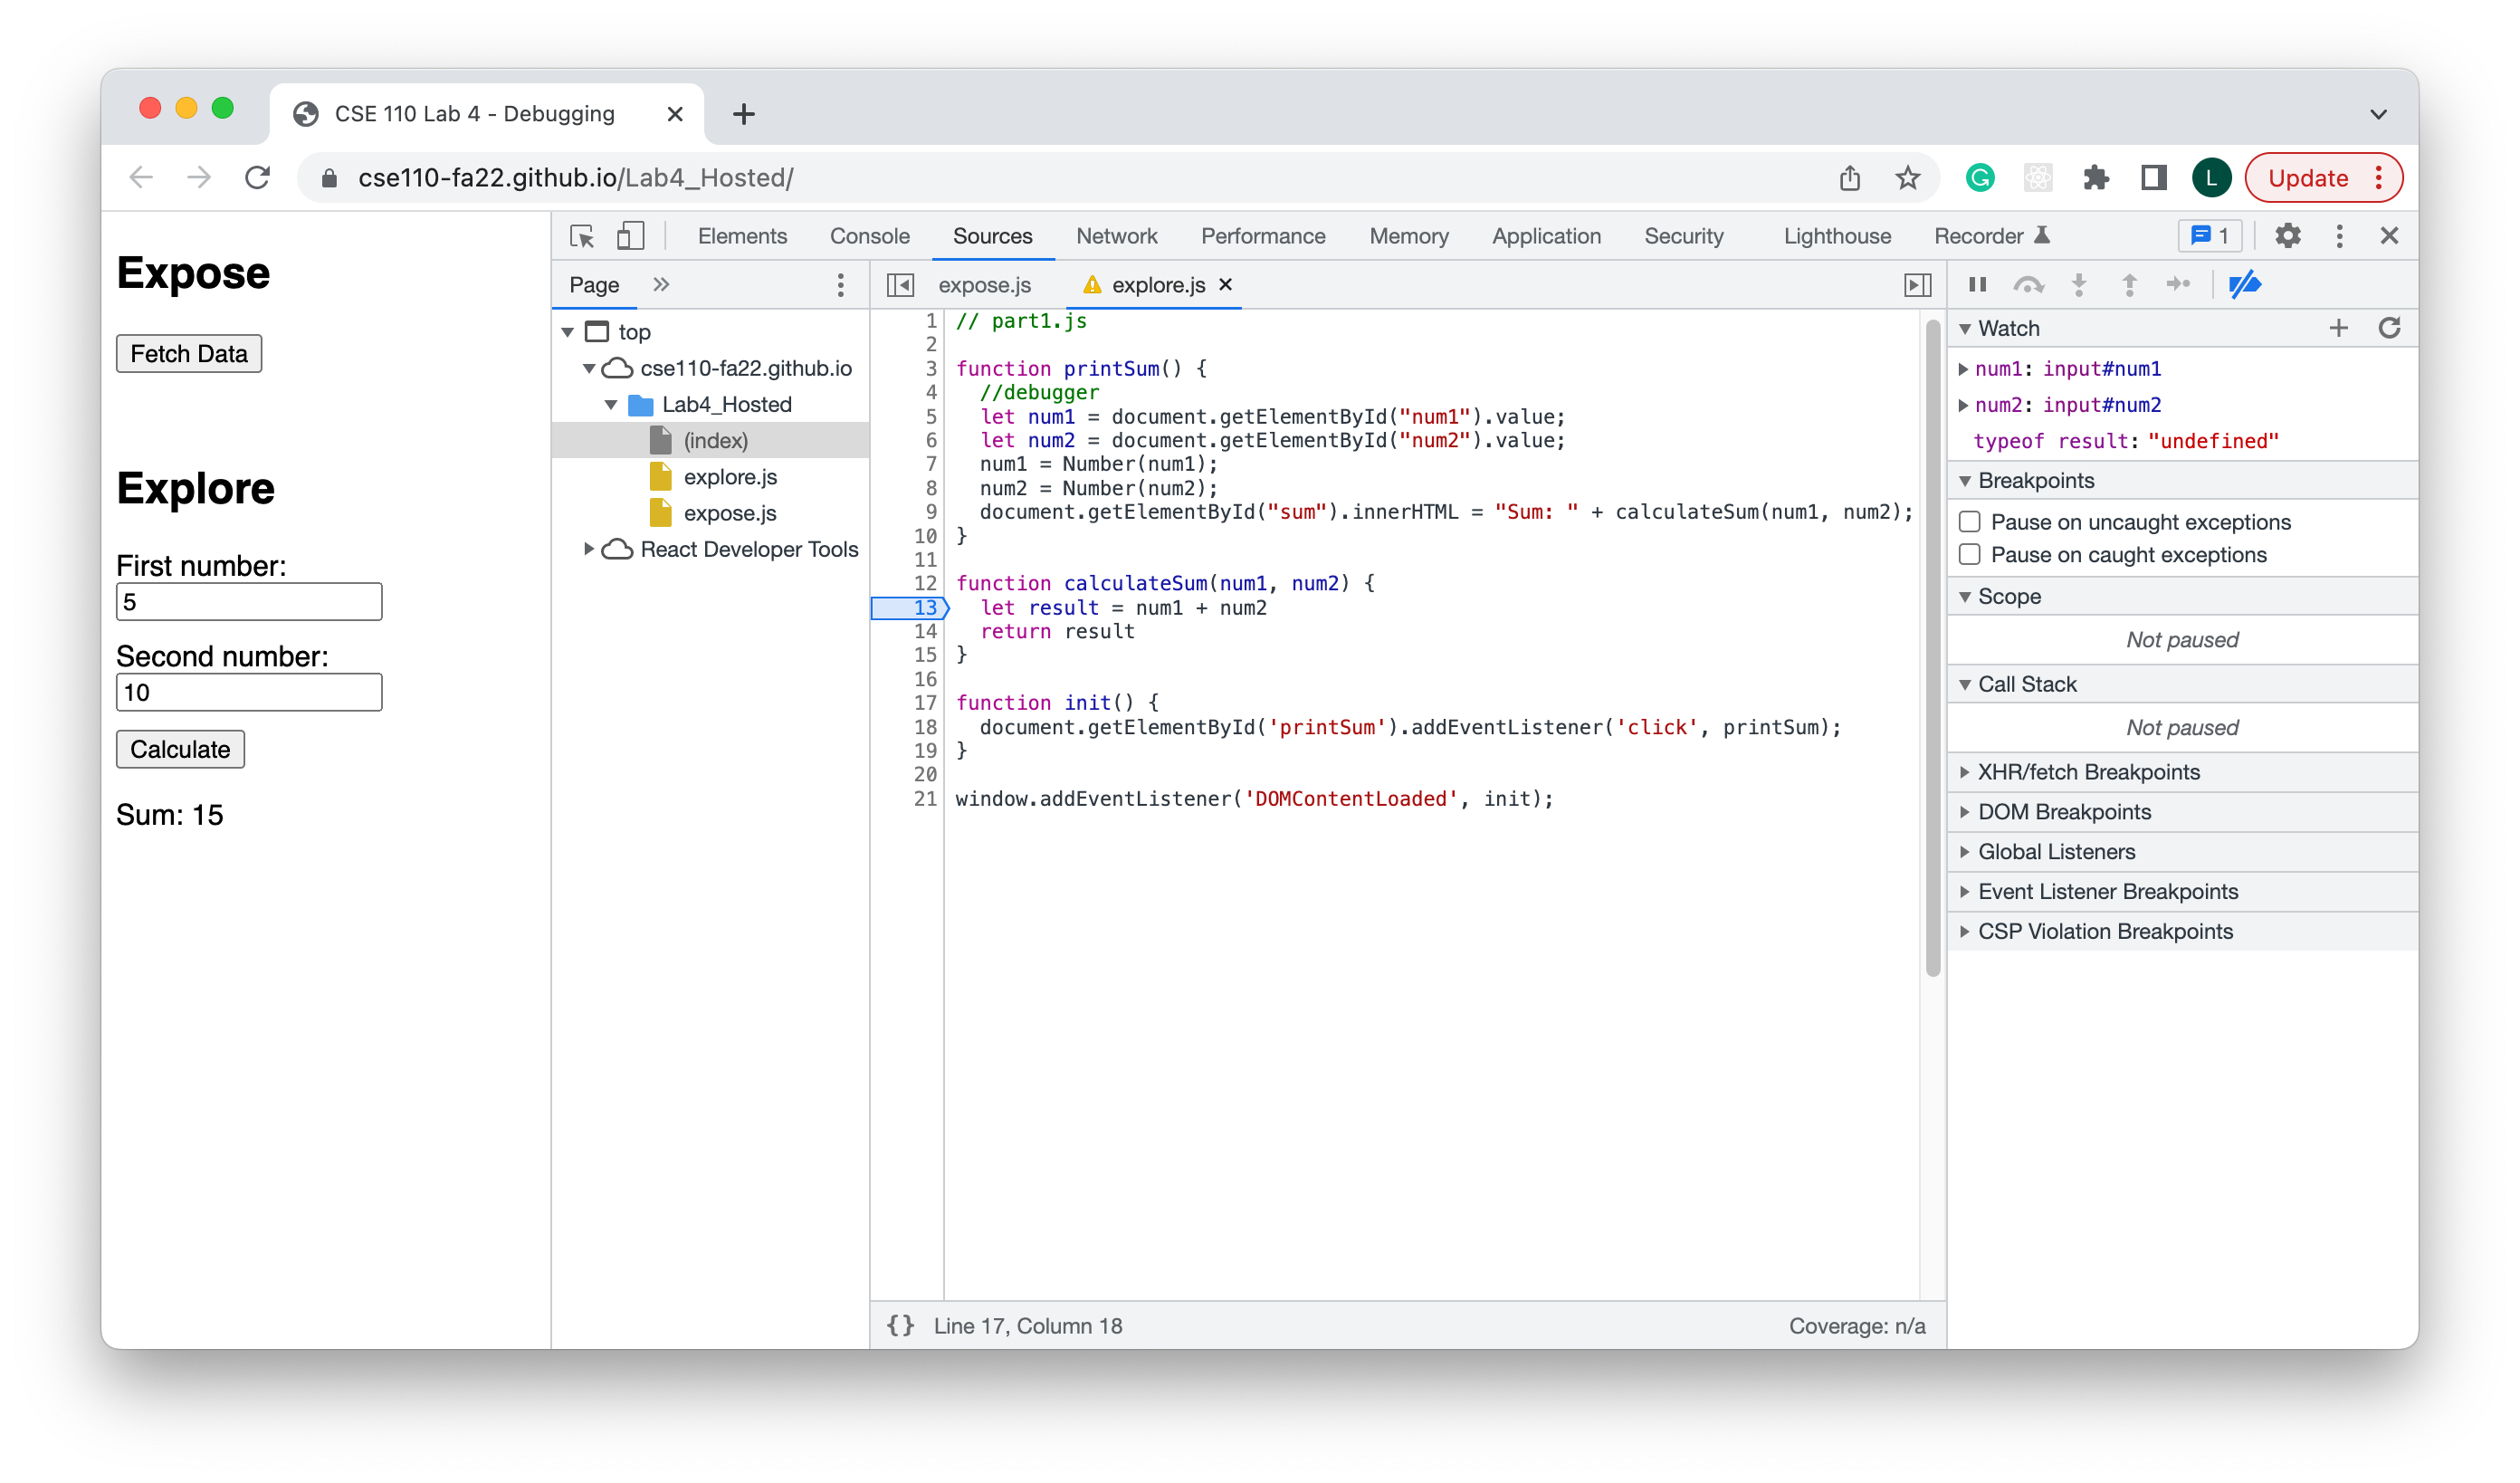 CSE 110 Lab 4 - Debugging
cse110-fa22.github.io/Lab4_Hosted/
L
Update
Expose
Fetch Data
Explore
First number:
5
Second number:
10
Calculate
Sum: 15
Elements Console Sources Network Performance Memory Application Security Lighthouse Recorder 1
Page
top
cse110-fa22.github.io
Lab4_Hosted
(index)
explore.js
expose.js
React Developer Tools
expose.js explore.js
1 // part1.js
2
3 function printSum() {
4 //debugger
5 let num1 = document.getElementById("num1").value;
6 let num2 = document.getElementById("num2").value;
7 num1 = Number(num1);
8 num2 = Number(num2);
9 document.getElementById("sum").innerHTML = "Sum: " + calculateSum(num1, num2);
10 }
11
12 function calculateSum(num1, num2) {
13 let result = num1 + num2
14 return result
15 }
16
17 function init() {
18 document.getElementById('printSum').addEventListener('click', printSum);
19 }
20
21 window.addEventListener('DOMContentLoaded', init);
{} Line 17, Column 18
Coverage: n/a
Watch
num1: input#num1
num2: input#num2
typeof result: "undefined"
Breakpoints
Pause on uncaught exceptions
Pause on caught exceptions
Scope
Not paused
Call Stack
Not paused
XHR/fetch Breakpoints
DOM Breakpoints
Global Listeners
Event Listener Breakpoints
CSP Violation Breakpoints